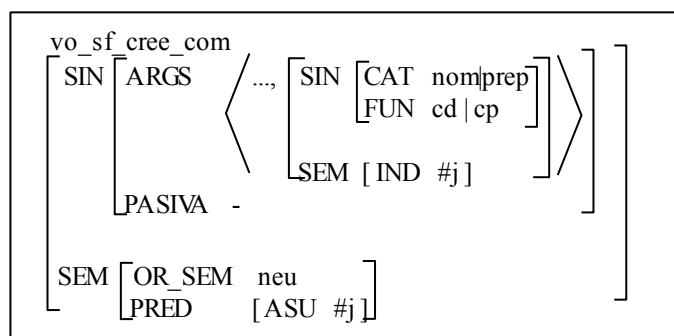 vo_sf_cree_com
SIN ARGS ..., SIN CAT nom|prep
FUN cd | cp
SEM [ IND #j ]
PASIVA -
SEM OR_SEM neu
PRED [ASU #j]